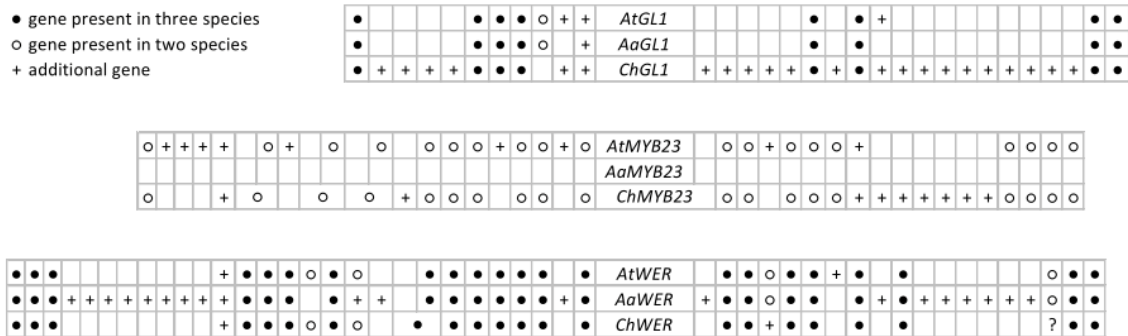 ● gene present in three species
○ gene present in two species
+ additional gene
● ● ● ● ○ + + AtGL1 ● ● + ● ●
● ● ● ● ○ + AaGL1 ● ● ● ●
● + + + + ● ● ● + + ChGL1 + + + + + ● + ● + + + + + + + + + + ● ●
○ + + + + ○ + ○ ○ ○ ○ ○ + ○ ○ + ○ AtMYB23 ○ ○ + ○ ○ ○ + ○ ○ ○ ○
AaMYB23
○ + ○ ○ ○ + ○ ○ ○ ○ ○ ○ ChMYB23 ○ ○ ○ ○ ○ + + + + + + + ○ ○ ○ ○
● ● ● + ● ● ● ○ ● ○ ● ● ● ● ● ● ● AtWER ● ● ○ ● ● + ● ● ○ ● ●
● ● ● + + + + + + + + + ● ● ● ● + + ● ● ● ● ● ● + ● AaWER + ● ● ○ ● ● ● + ● + + + + + + ○ ● ●
● ● ● + ● ● ● ○ ● ○ ● ● ● ● ● ● ● ChWER ● ● + ● ● ● ● ? ● ●